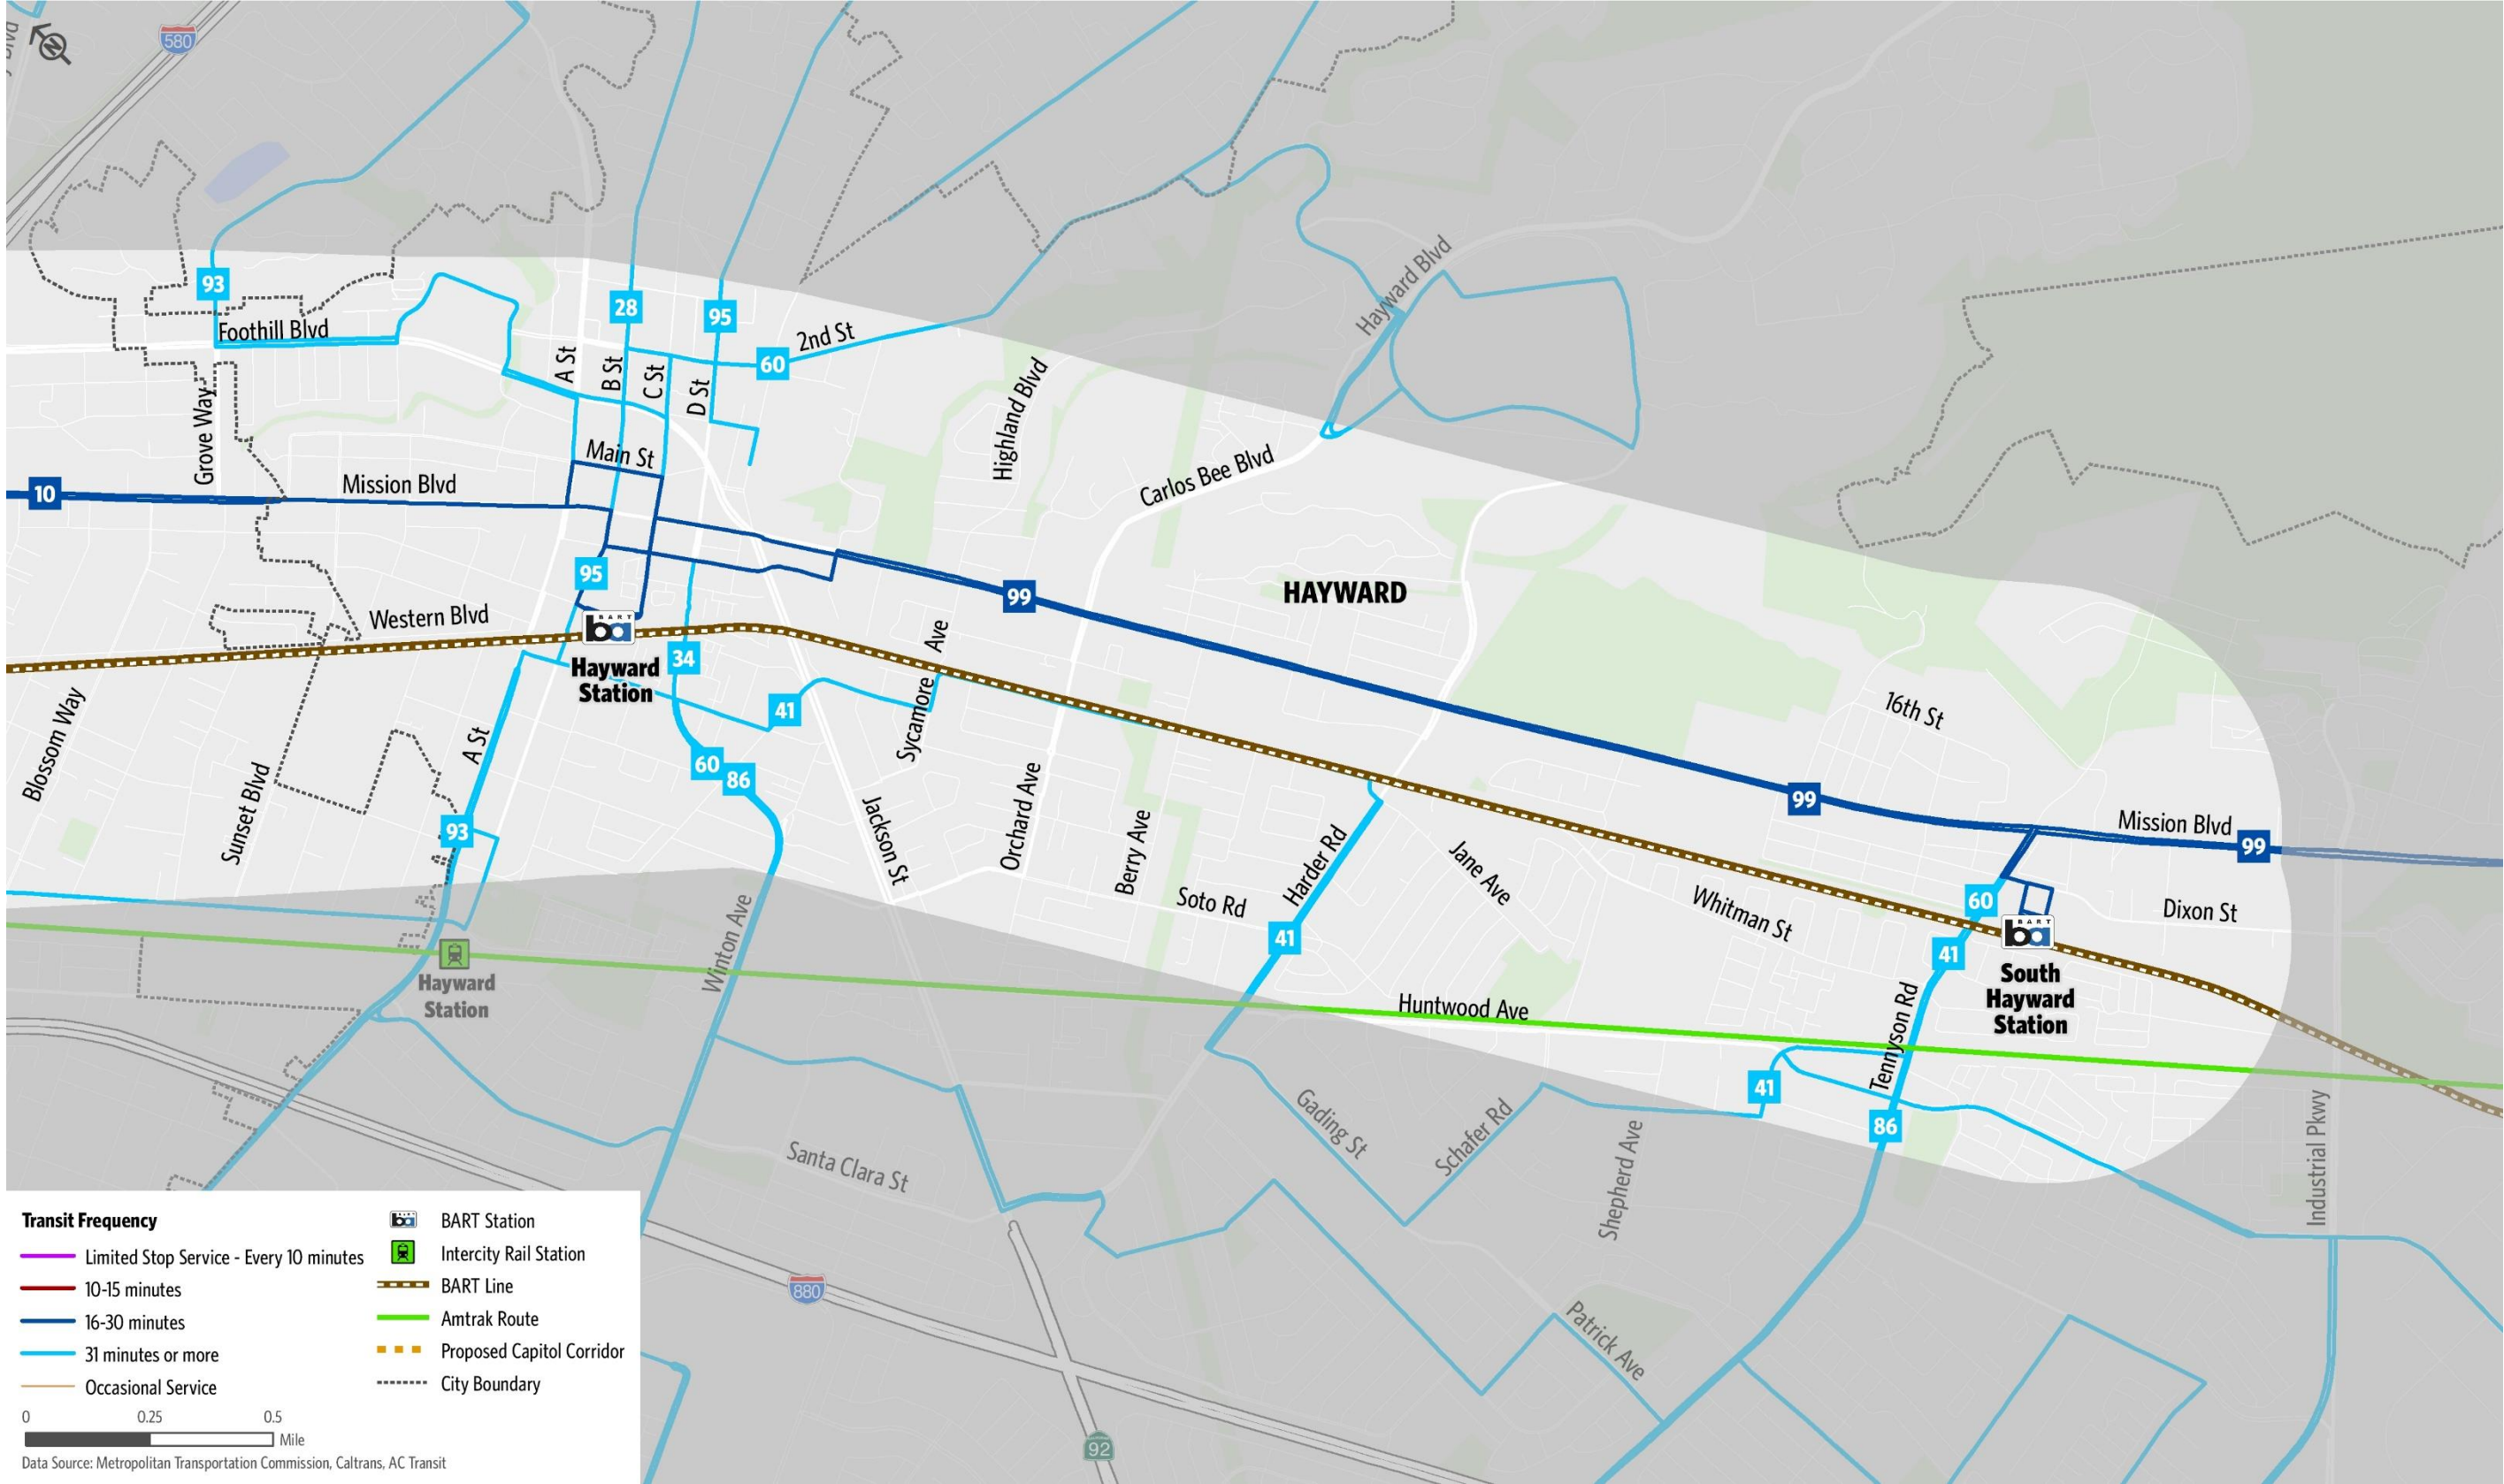 Blvd
N
580
93
Foothill Blvd
28
95
2nd St
60
A St
B St
C St
D St
Highland Blvd
Hayward Blvd
Grove Way
Main St
Carlos Bee Blvd
10
Mission Blvd
95
99
HAYWARD
Western Blvd
BART
ba
Hayward
Station
34
Sycamore Ave
41
16th St
Blossom Way
A St
60
86
Sunset Blvd
93
Jackson St
Orchard Ave
Berry Ave
Soto Rd
Harder Rd
41
Jane Ave
Whitman St
99
Mission Blvd
99
60
Dixon St
BART
ba
41
South
Hayward
Station
Winton Ave
Hayward
Station
Huntwood Ave
Tennyson Rd
41
86
Gading St
Schafer Rd
Shepherd Ave
Industrial Pkwy
Santa Clara St
880
Patrick Ave
92
Transit Frequency
Limited Stop Service - Every 10 minutes
10-15 minutes
16-30 minutes
31 minutes or more
Occasional Service
BART
ba
BART Station
Intercity Rail Station
BART Line
Amtrak Route
Proposed Capitol Corridor
City Boundary
0 0.25 0.5
Mile
Data Source: Metropolitan Transportation Commission, Caltrans, AC Transit